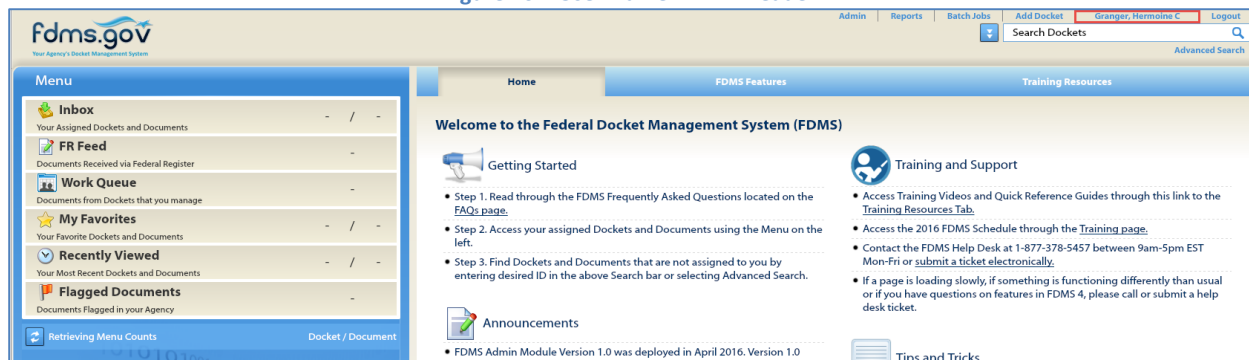 Admin | Reports | Batch Jobs | Add Docket Granger, Hermoine C Logout
fdms.gov
Your Agency's Docket Management System
Search Dockets
Advanced Search
Menu
Inbox - / -
Your Assigned Dockets and Documents
FR Feed -
Documents Received via Federal Register
Work Queue -
Documents from Dockets that you manage
My Favorites - / -
Your Favorite Dockets and Documents
Recently Viewed - / -
Your Most Recent Dockets and Documents
Flagged Documents -
Documents Flagged in your Agency
Retrieving Menu Counts Docket / Document
Home FDMS Features Training Resources
Welcome to the Federal Docket Management System (FDMS)
Getting Started
• Step 1. Read through the FDMS Frequently Asked Questions located on the
FAQs page.
• Step 2. Access your assigned Dockets and Documents using the Menu on the
left.
• Step 3. Find Dockets and Documents that are not assigned to you by
entering desired ID in the above Search bar or selecting Advanced Search.
Announcements
• FDMS Admin Module Version 1.0 was deployed in April 2016. Version 1.0
Training and Support
• Access Training Videos and Quick Reference Guides through this link to the
Training Resources Tab.
• Access the 2016 FDMS Schedule through the Training page.
• Contact the FDMS Help Desk at 1-877-378-5457 between 9am-5pm EST
Mon-Fri or submit a ticket electronically.
• If a page is loading slowly, if something is functioning differently than usual
or if you have questions on features in FDMS 4, please call or submit a help
desk ticket.
Tips and Tricks